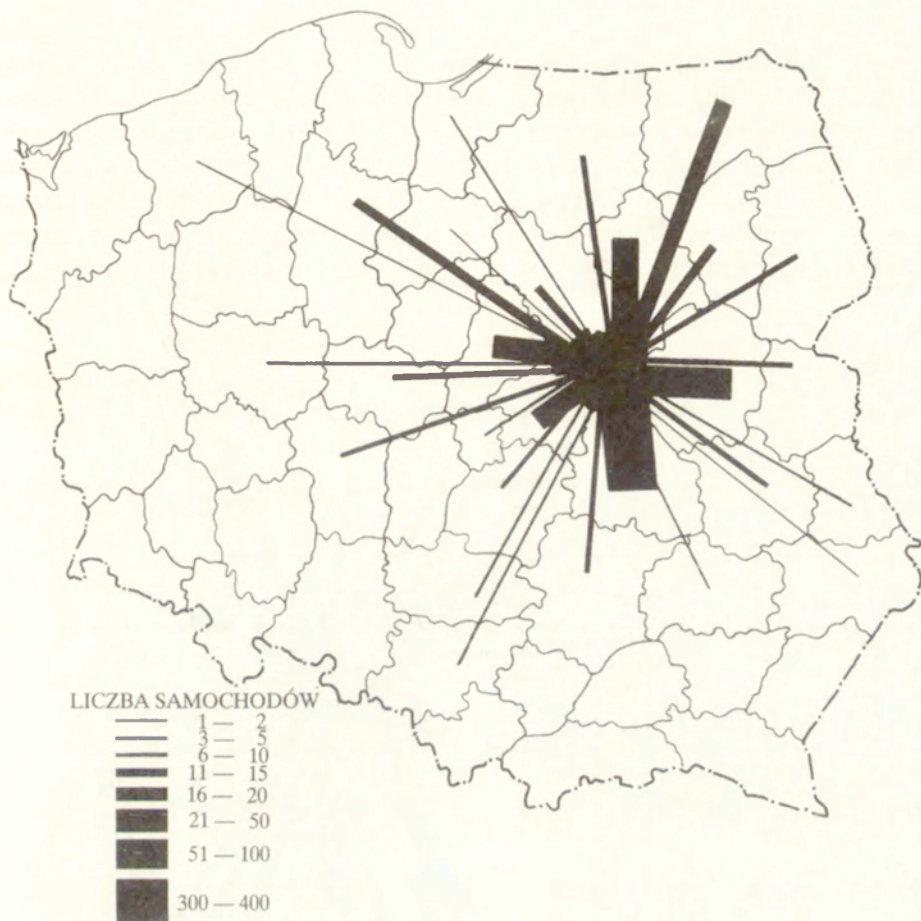 LICZBA SAMOCHODÓW
1 — 2
3 — 5
6 — 10
11 — 15
16 — 20
21 — 50
51 — 100
300 — 400